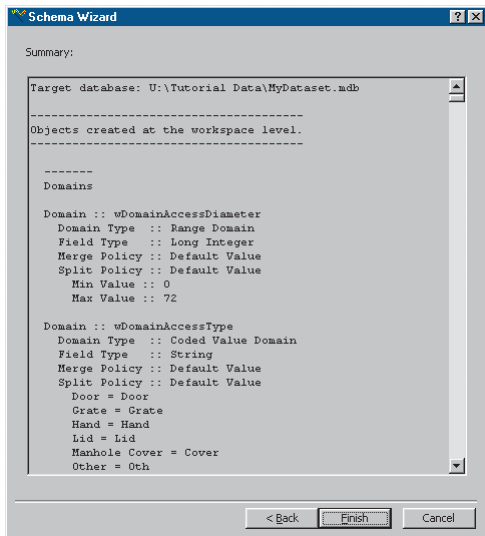 Schema Wizard
Summary:
Target database: U:\Tutorial Data\MyDataset.mdb
---------------------------------------
Objects created at the workspace level.
---------------------------------------
-------
Domains
Domain :: wDomainAccessDiameter
Domain Type :: Range Domain
Field Type :: Long Integer
Merge Policy :: Default Value
Split Policy :: Default Value
Min Value :: 0
Max Value :: 72
Domain :: wDomainAccessType
Domain Type :: Coded Value Domain
Field Type :: String
Merge Policy :: Default Value
Split Policy :: Default Value
Door = Door
Grate = Grate
Hand = Hand
Lid = Lid
Manhole Cover = Cover
Other = Oth
< Back Finish Cancel